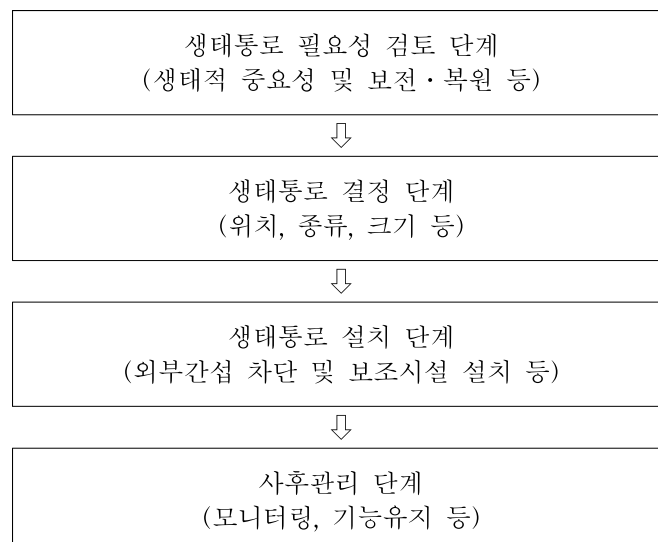 생태통로 필요성 검토 단계
(생태적 중요성 및 보전·복원 등)
생태통로 결정 단계
(위치, 종류, 크기 등)
생태통로 설치 단계
(외부간섭 차단 및 보조시설 설치 등)
사후관리 단계
(모니터링, 기능유지 등)